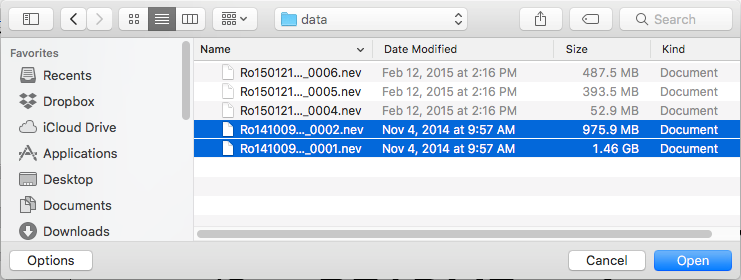 data
Search
Favorites
Recents
Dropbox
iCloud Drive
Applications
Desktop
Documents
Downloads
Name Date Modified Size Kind
Ro150121..._0006.nev Feb 12, 2015 at 2:16 PM 487.5 MB Document
Ro150121..._0005.nev Feb 12, 2015 at 2:16 PM 393.5 MB Document
Ro150121..._0004.nev Feb 12, 2015 at 2:16 PM 52.9 MB Document
Ro141009..._0002.nev Nov 4, 2014 at 9:57 AM 975.9 MB Document
Ro141009..._0001.nev Nov 4, 2014 at 9:57 AM 1.46 GB Document
Options Cancel Open